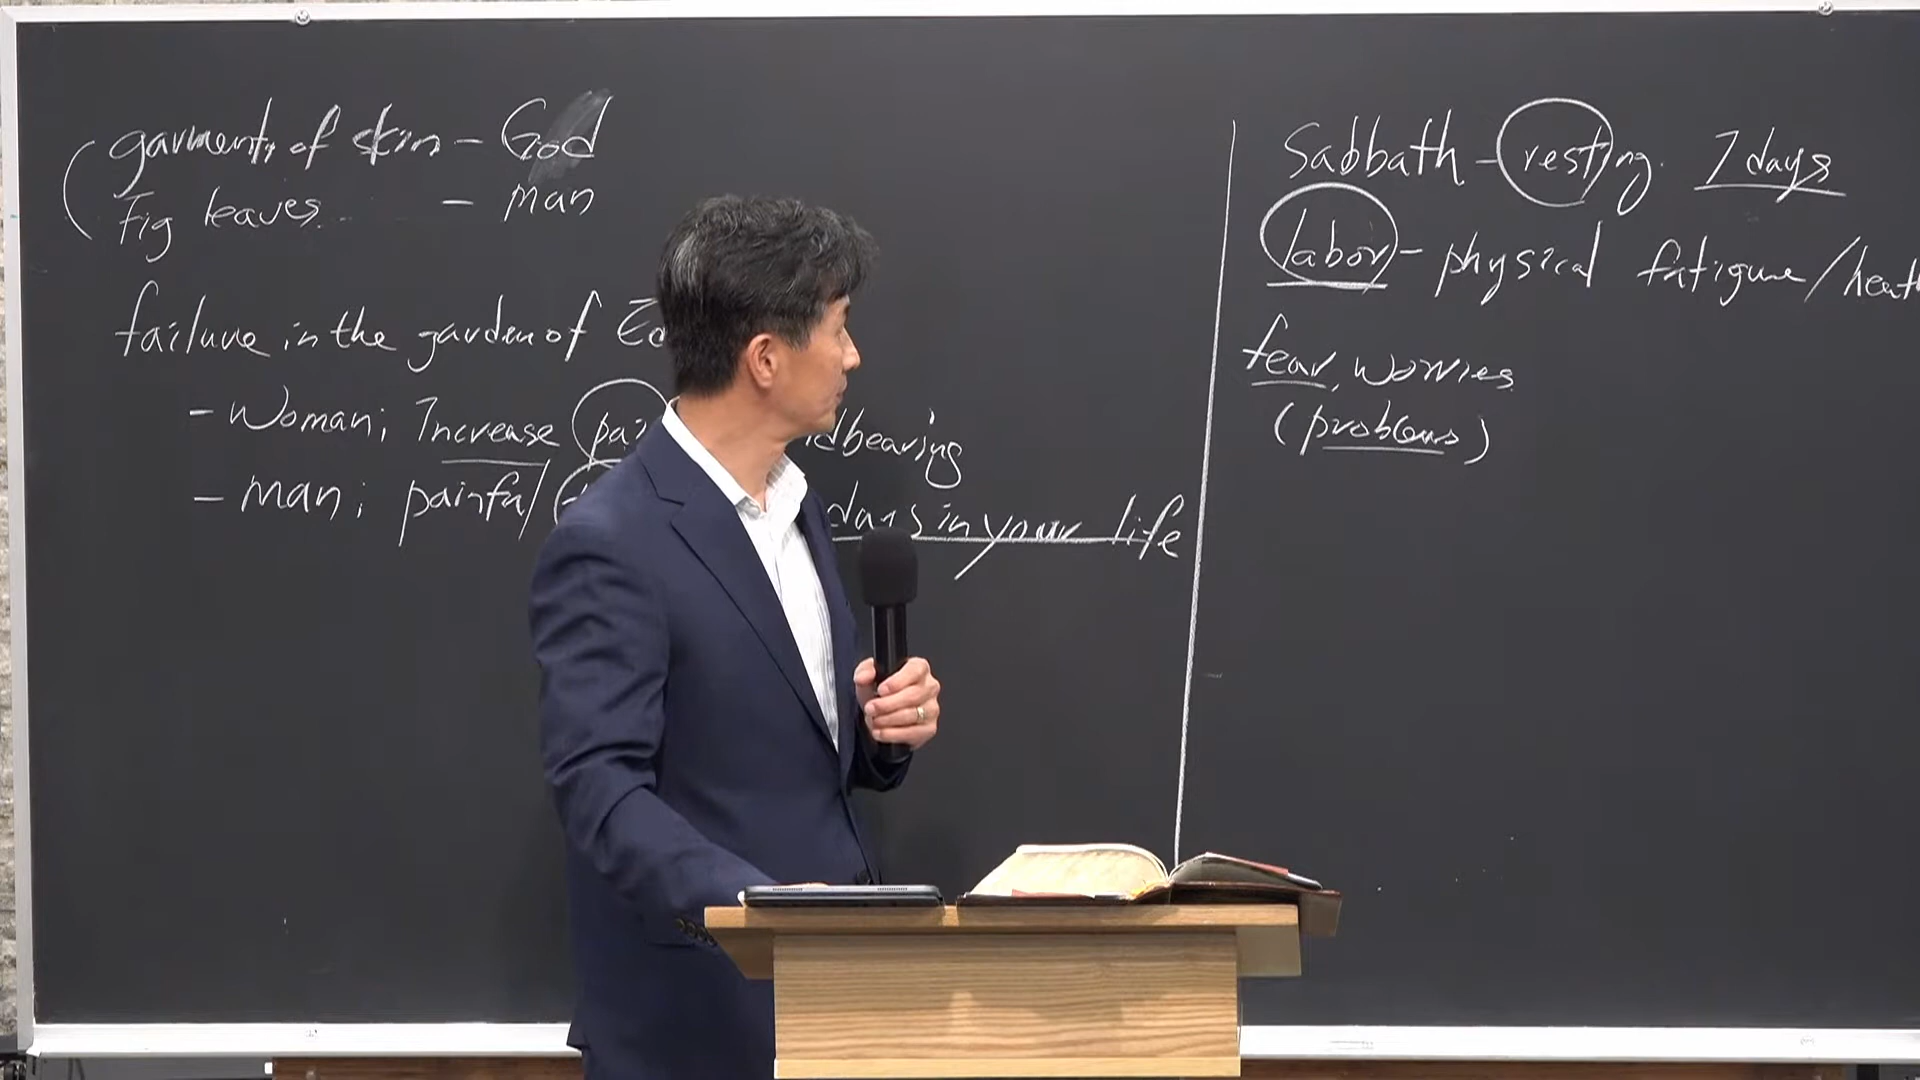 garments of skin - God
Fig leaves - man
failure in the garden of
- Woman; Increase
- man; painful days in your life
Sabbath - resting. 7 days
labor - physical fatigune /
fear, worries
(problems)